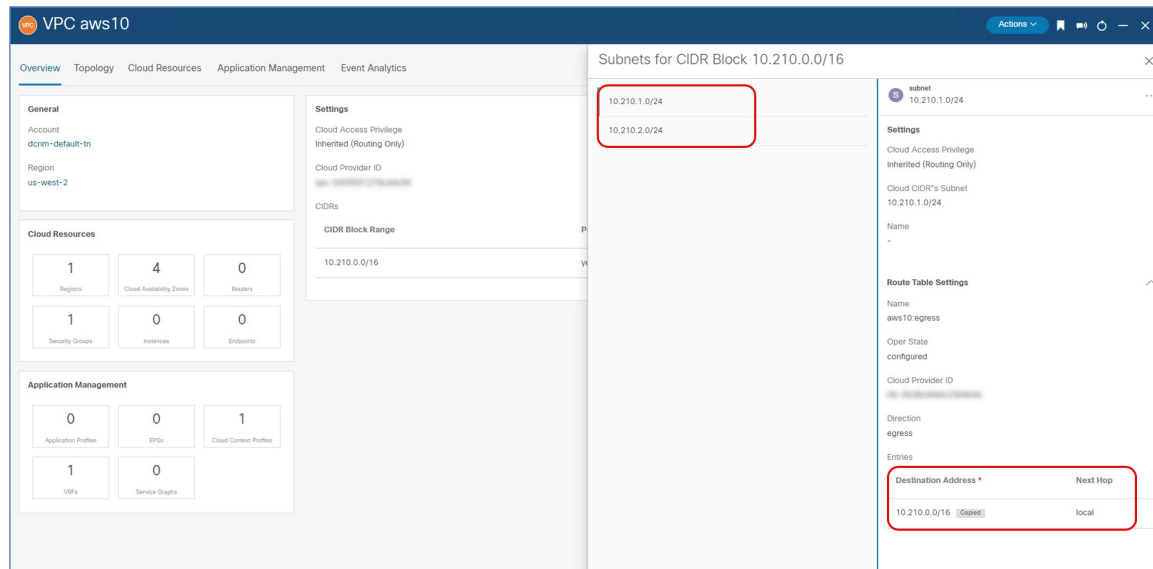 VPC
VPC aws10
Actions
Overview Topology Cloud Resources Application Management Event Analytics
General
Account
dcnm-default-tn
Region
us-west-2
Cloud Resources
1 4 0
Regions Cloud Availability Zones Routers
1 0 0
Security Groups Instances Endpoints
Application Management
0 0 1
Application Profiles EPGs Cloud Context Profiles
1 0
VRFs Service Graphs
Settings
Cloud Access Privilege
Inherited (Routing Only)
Cloud Provider ID
CIDRs
CIDR Block Range P
10.210.0.0/16 ye
Subnets for CIDR Block 10.210.0.0/16
10.210.1.0/24
10.210.2.0/24
S
subnet
10.210.1.0/24
Settings
Cloud Access Privilege
Inherited (Routing Only)
Cloud CIDR"s Subnet
10.210.1.0/24
Name
-
Route Table Settings
Name
aws10:egress
Oper State
configured
Cloud Provider ID
Direction
egress
Entries
Destination Address * Next Hop
10.210.0.0/16 Copied local